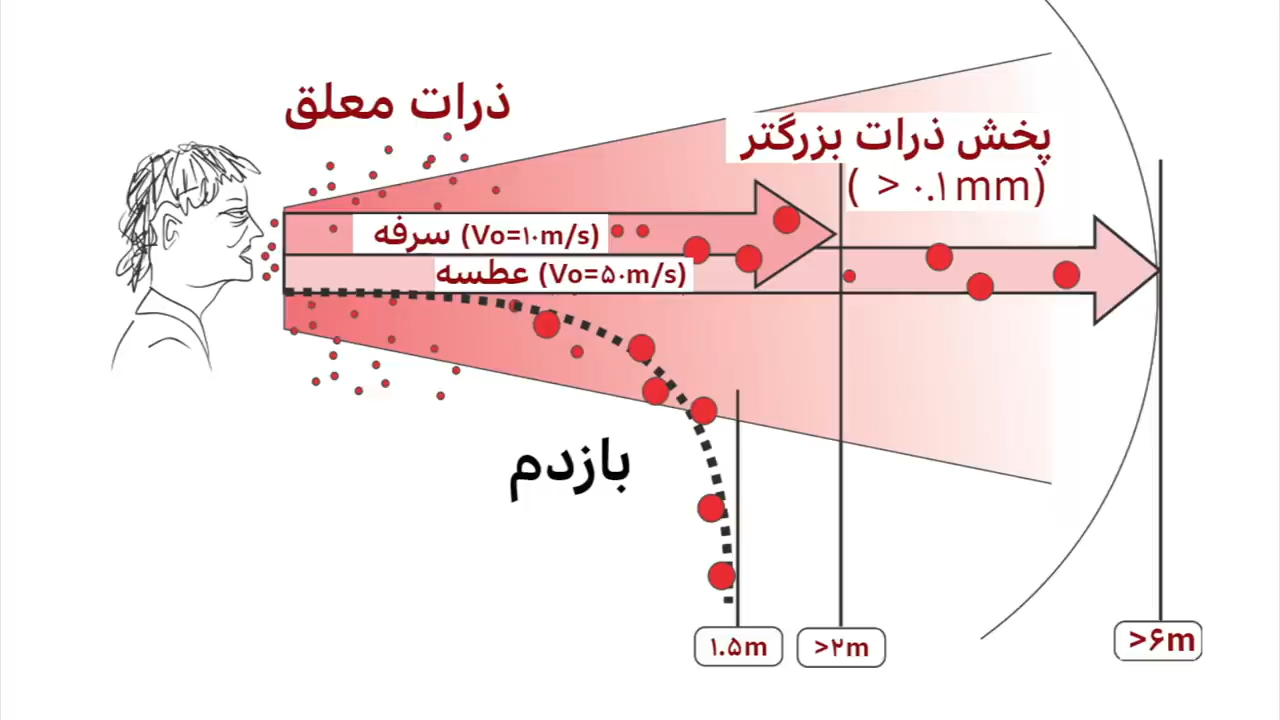 ذرات معلق
پخش ذرات بزرگتر
( > ۰.۱mm)
سرفه (Vo=۱۰m/s)
عطسه (Vo=۵۰m/s)
بازدم
۱.۵m
>۲m
>۶m